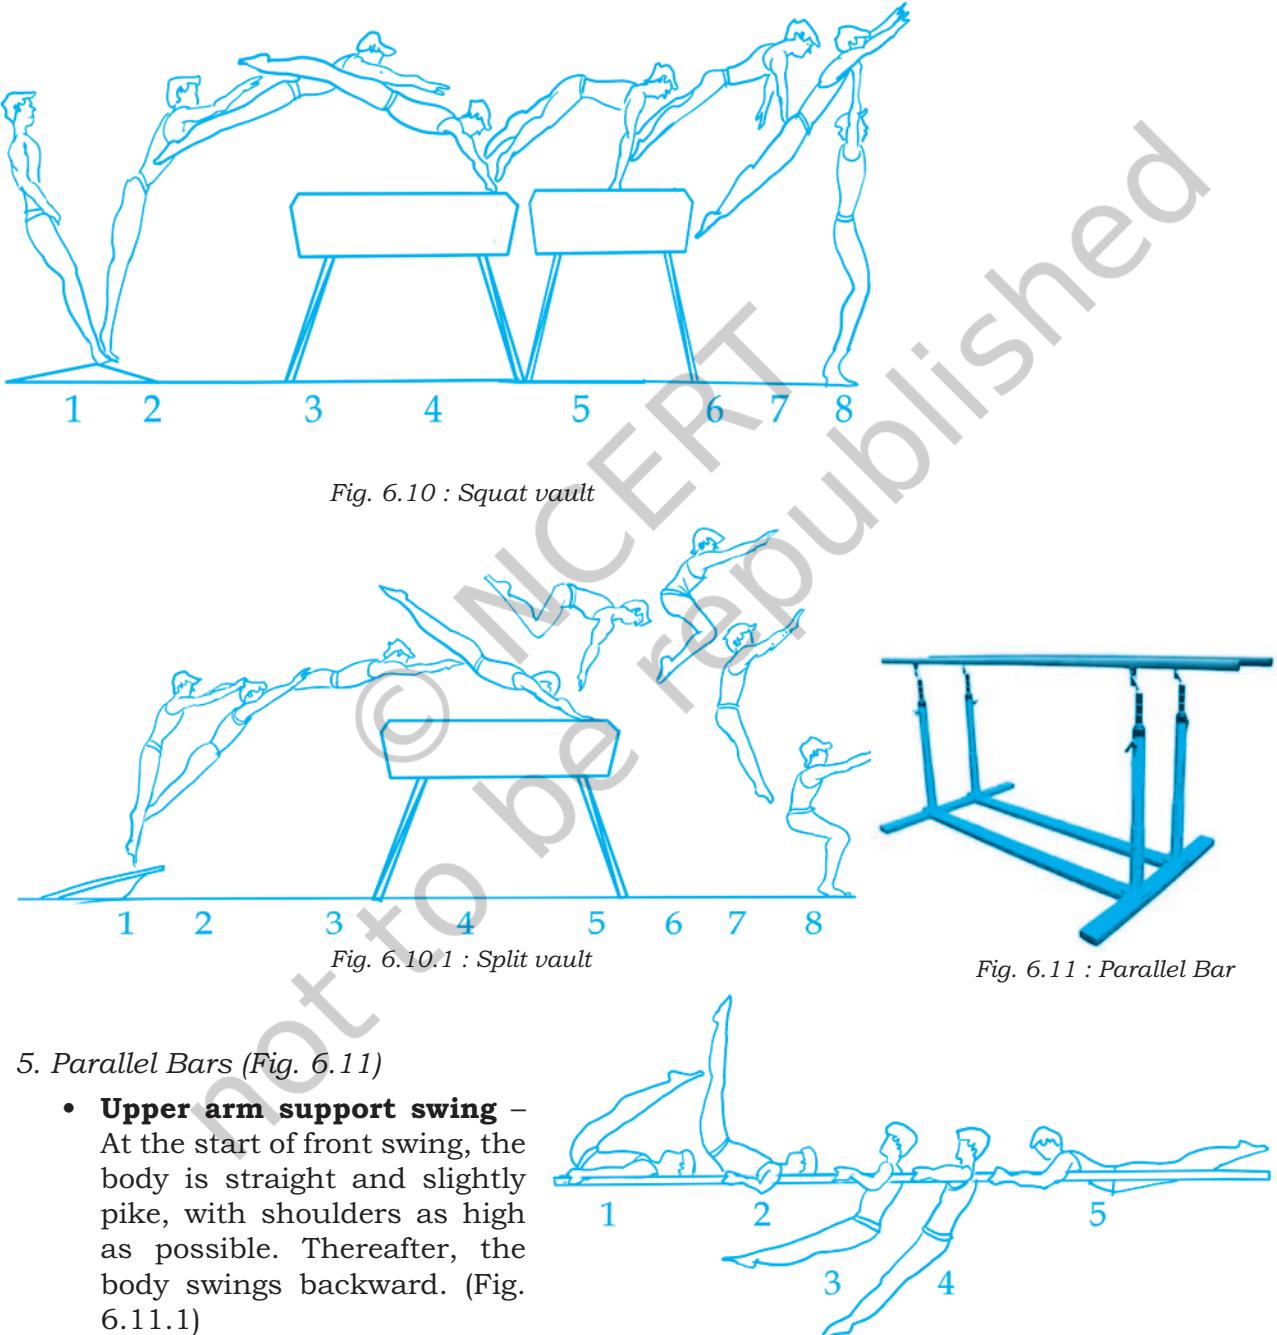 1 2 3 4 5 6 7 8
Fig. 6.10 : Squat vault
1 2 3 4 5 6 7 8
Fig. 6.10.1 : Split vault
Fig. 6.11 : Parallel Bar
5. Parallel Bars (Fig. 6.11)
• Upper arm support swing –
At the start of front swing, the
body is straight and slightly
pike, with shoulders as high
as possible. Thereafter, the
body swings backward. (Fig.
6.11.1)
1 2 3 4 5
© NCERT
not to be republished